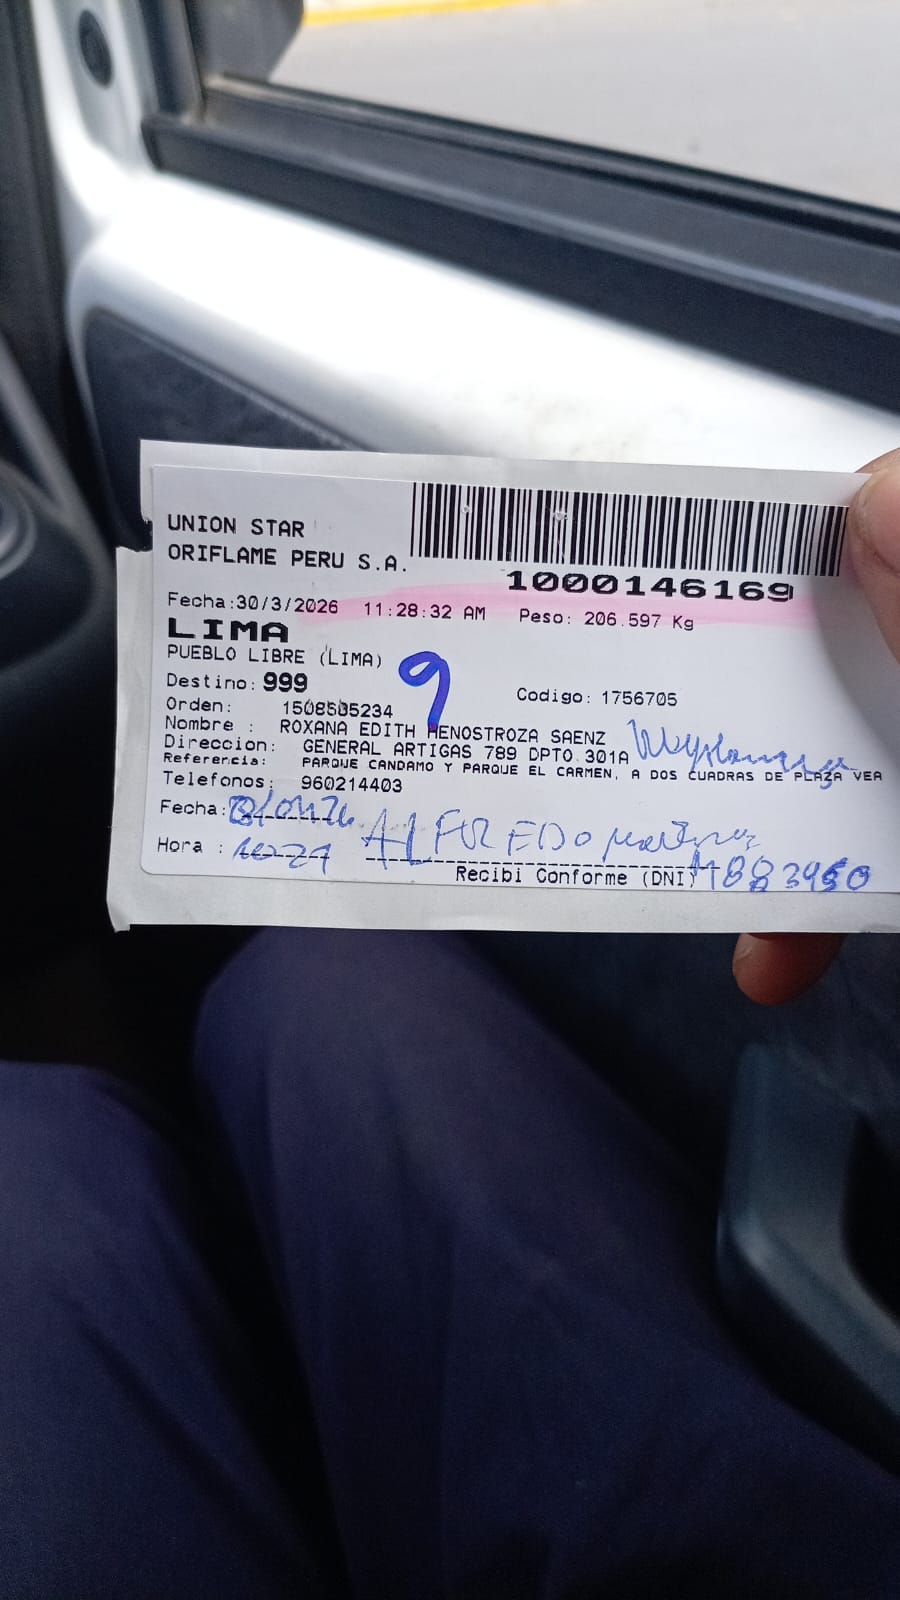 UNION STAR
ORIFLAME PERU S.A.
1000146169
Fecha:30/3/2026 11:28:32 AM Peso: 206.597 Kg
LIMA
PUEBLO LIBRE (LIMA)
9
Destino: 999 Codigo: 1756705
Orden: 1508585234
Nombre : ROXANA EDITH HENOSTROZA SAENZ
Direccion: GENERAL ARTIGAS 789 DPTO 301A
Referencia: PARQUE CANDAMO Y PARQUE EL CARMEN, A DOS CUADRAS DE PLAZA VEA
Telefonos: 960214403
Fecha: ALFREDO
Hora :
Recibi Conforme (DNI)